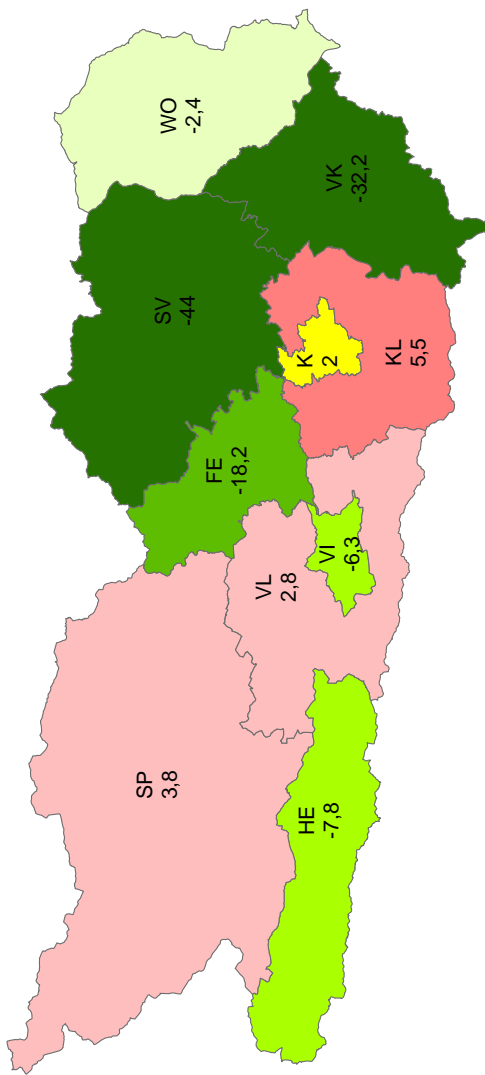 SP
3,8
HE
-7,8
VL
2,8
VI
-6,3
FE
-18,2
SV
-44
K
2
KL
5,5
WO
-2,4
VK
-32,2